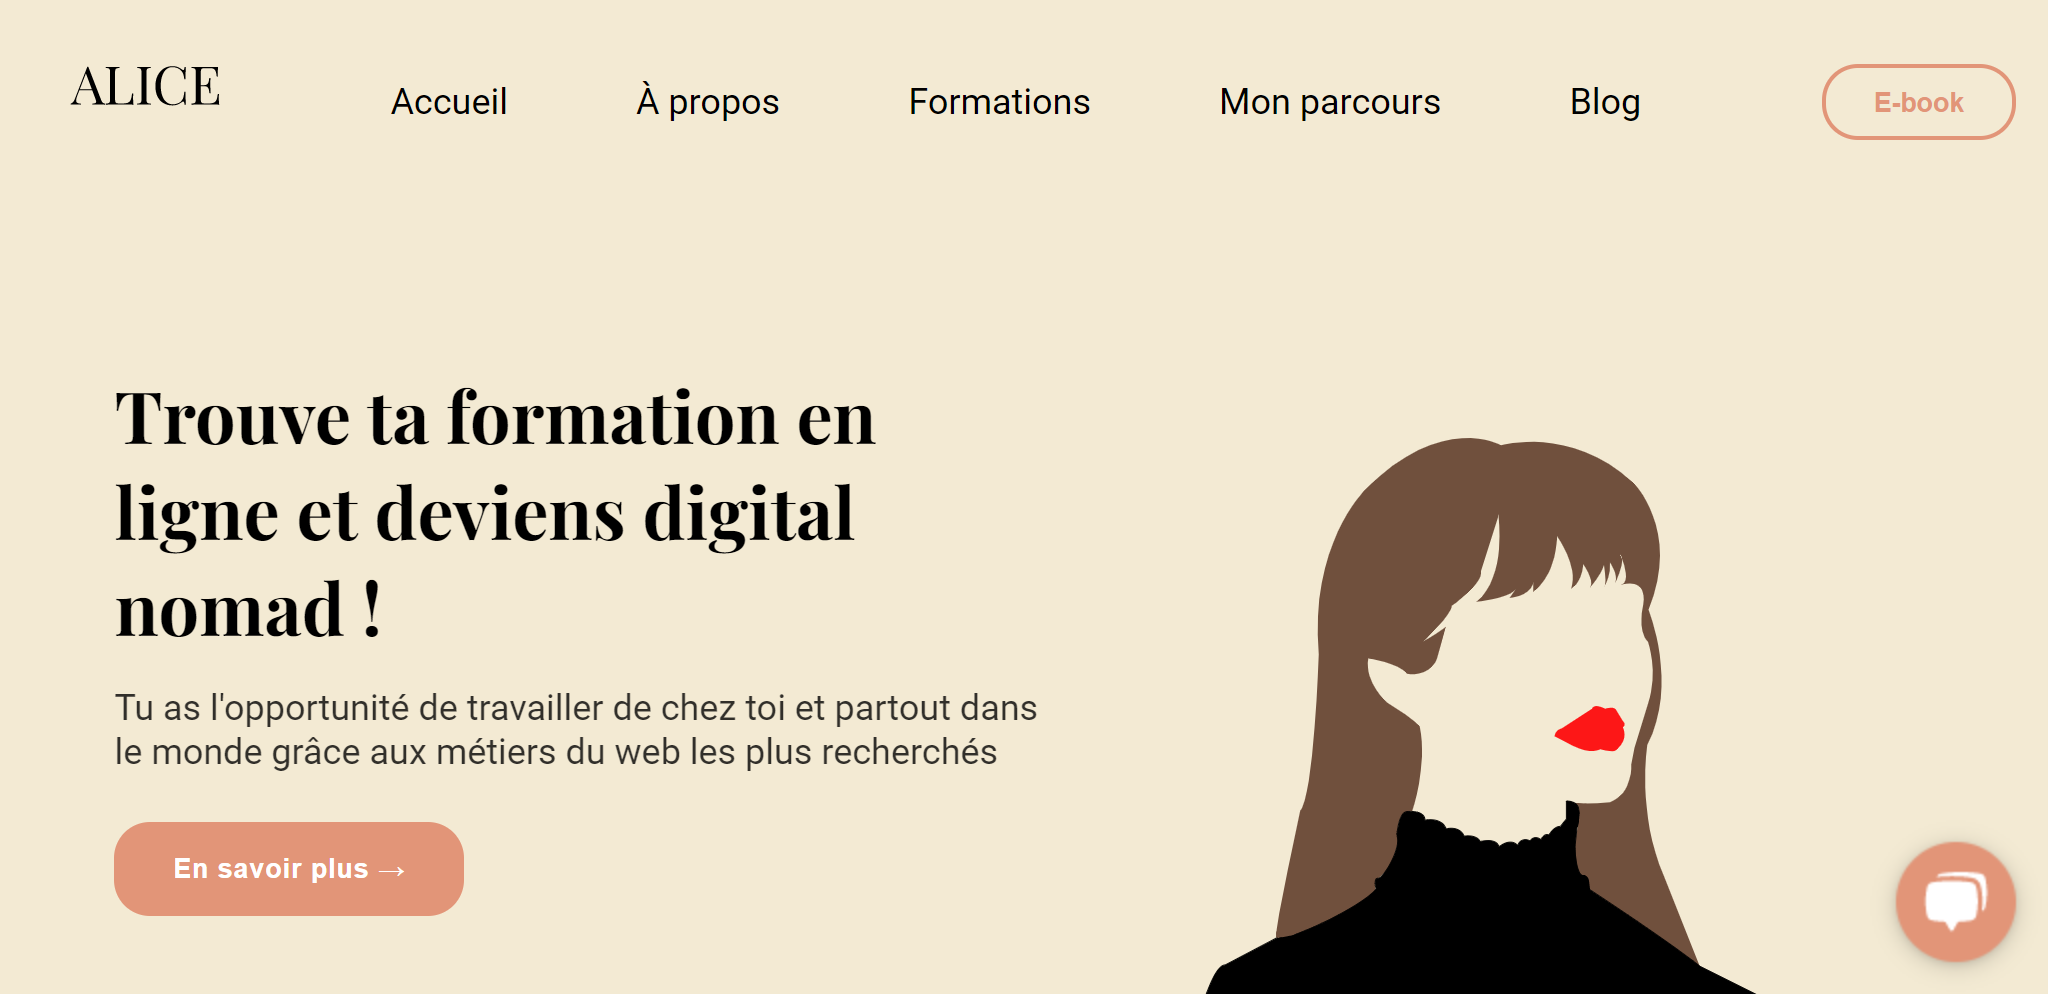 ALICE
Accueil
À propos
Formations
Mon parcours
Blog
E-book
Trouve ta formation en
ligne et deviens digital
nomad !
Tu as l'opportunité de travailler de chez toi et partout dans
le monde grâce aux métiers du web les plus recherchés
En savoir plus →